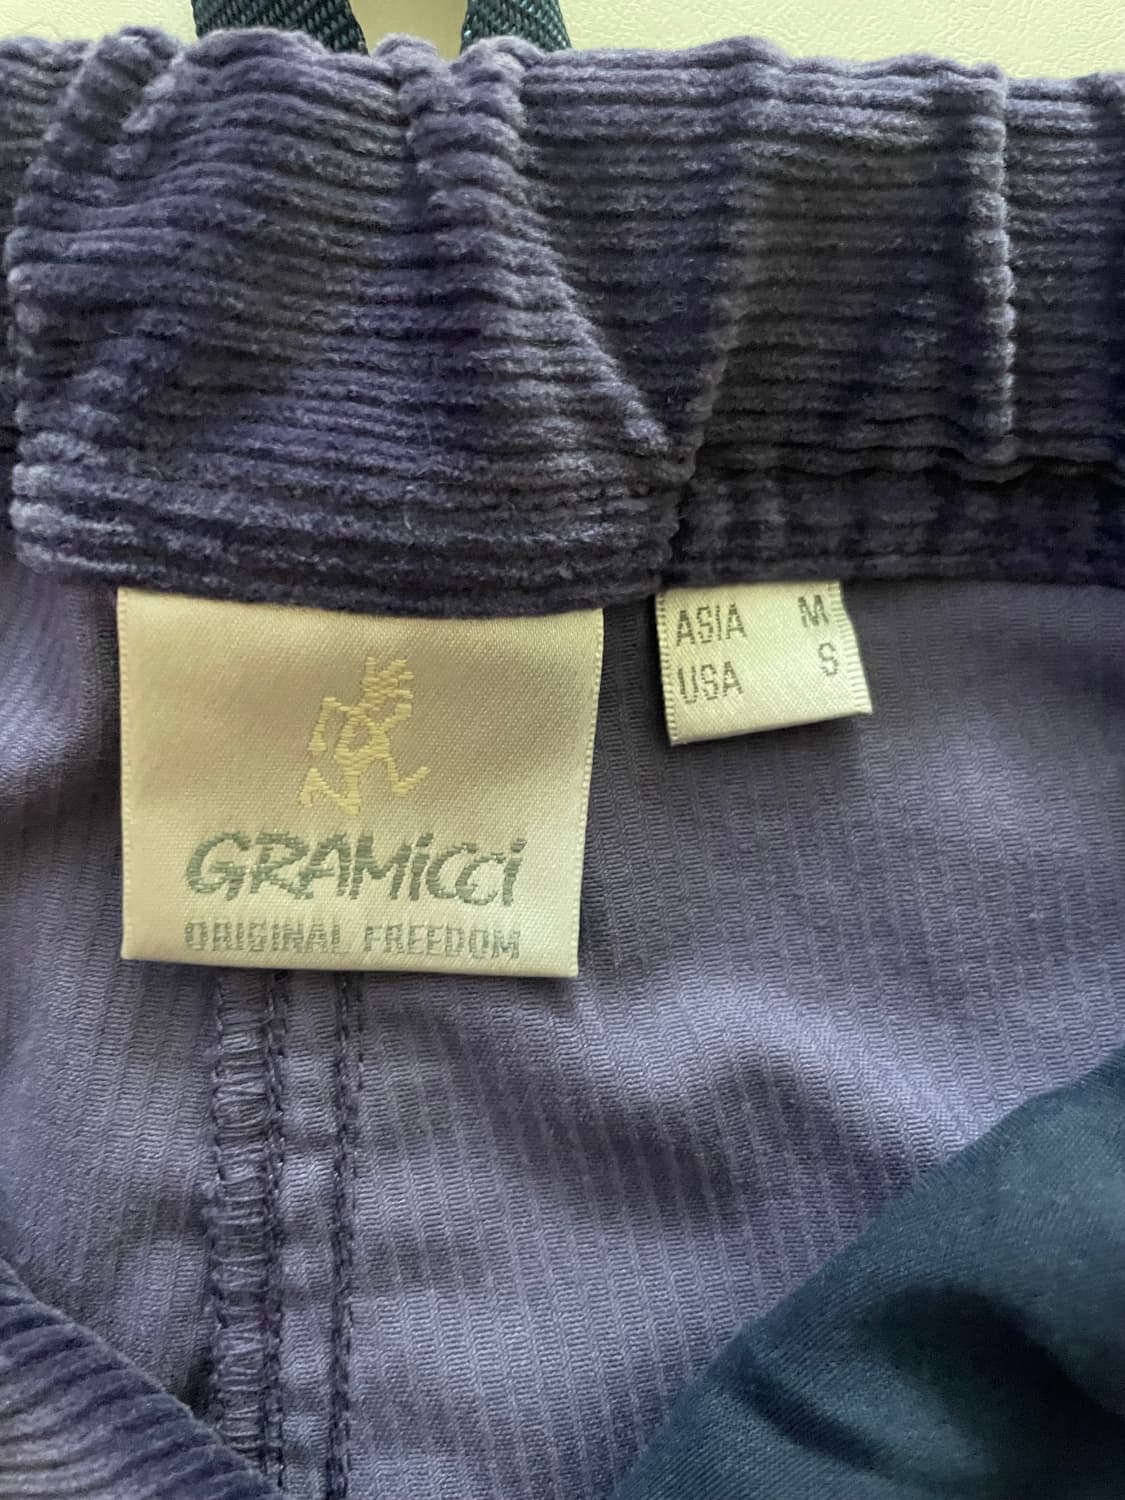 GRAMiCCi
ORIGINAL FREEDOM
ASIA M
USA S